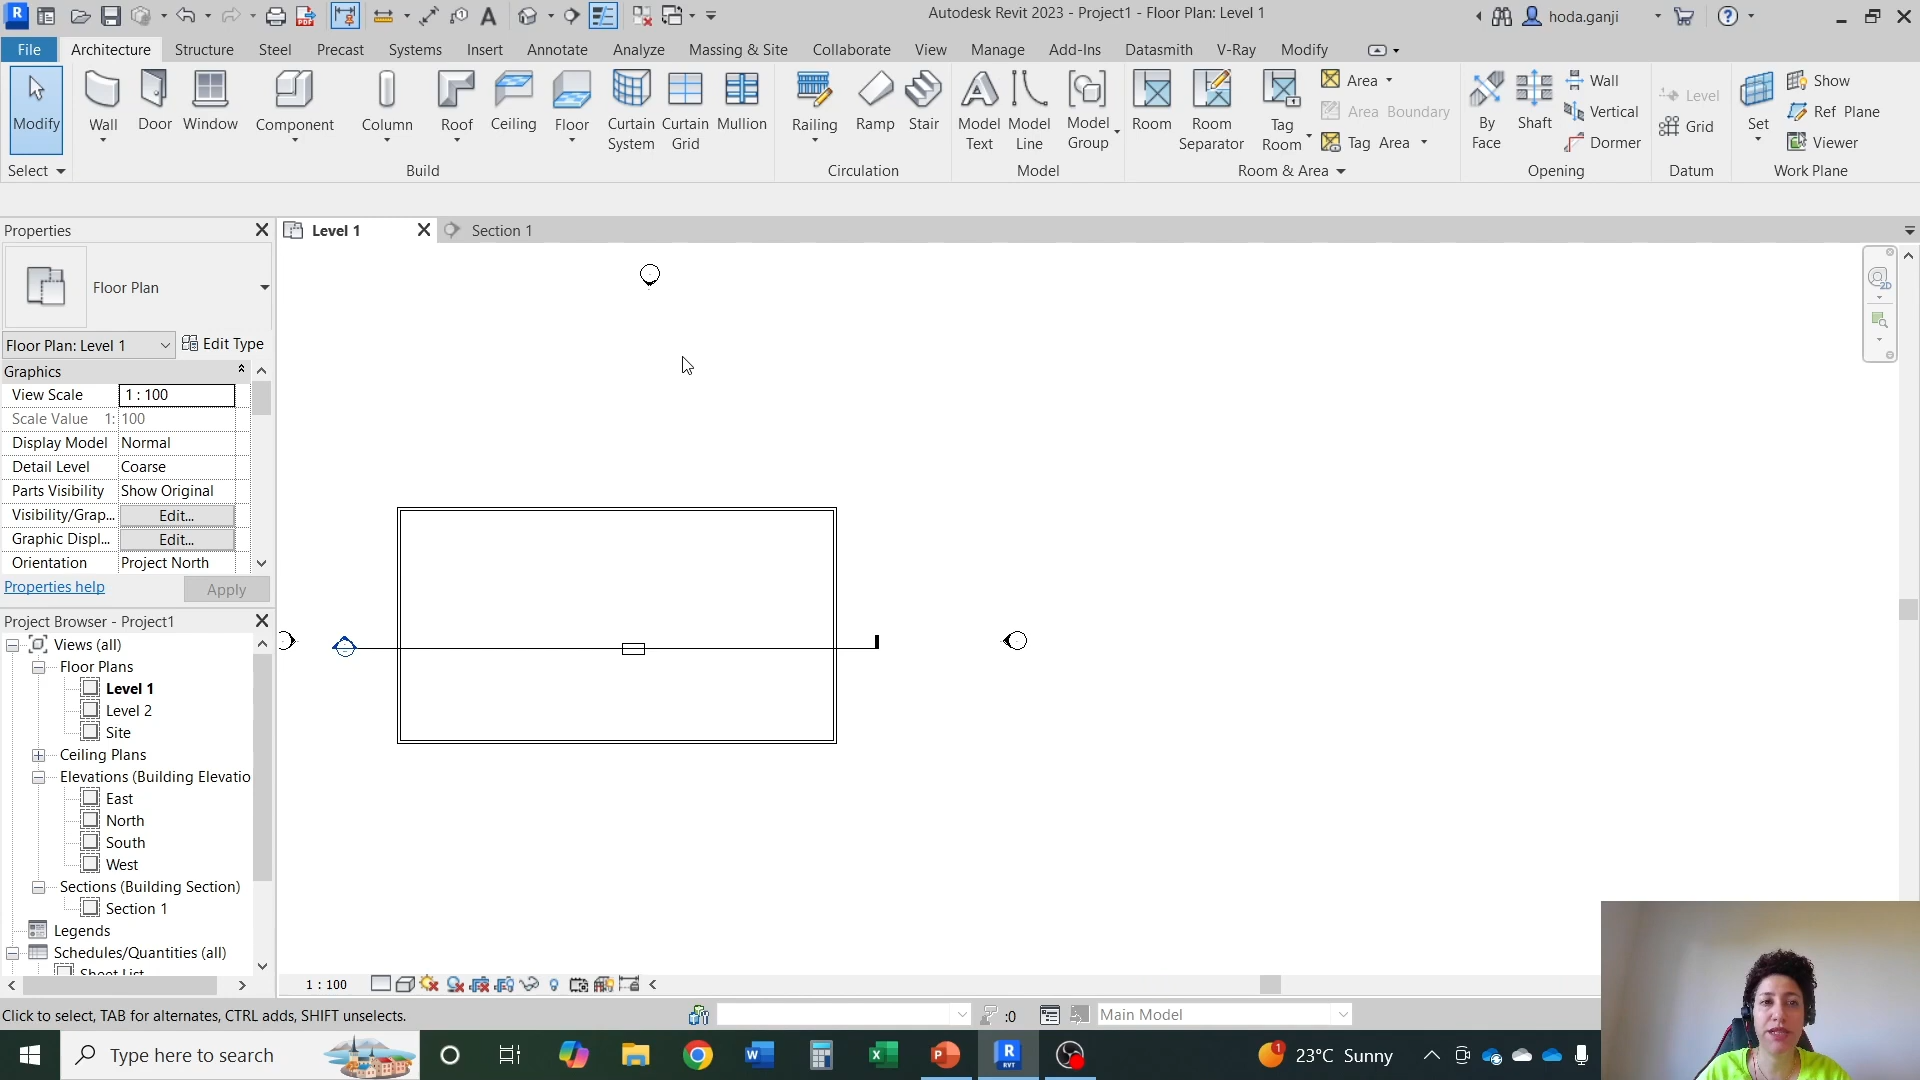 Autodesk Revit 2023 - Project1 - Floor Plan: Level 1
hoda.ganji
File Architecture Structure Steel Precast Systems Insert Annotate Analyze Massing & Site Collaborate View Manage Add-Ins Datasmith V-Ray Modify
Modify
Wall
Door
Window
Component
Column
Roof
Ceiling
Floor
Curtain System
Curtain Grid
Mullion
Railing
Ramp
Stair
Model Text
Model Line
Model Group
Room
Room Separator
Tag Room
Area
Area Boundary
Tag Area
By Face
Shaft
Wall
Vertical
Dormer
Level
Grid
Set
Show
Ref Plane
Viewer
Select
Build
Circulation
Model
Room & Area
Opening
Datum
Work Plane
Properties
Level 1
Section 1
Floor Plan
2D
Floor Plan: Level 1
Edit Type
Graphics
View Scale 1 : 100
Scale Value 1: 100
Display Model Normal
Detail Level Coarse
Parts Visibility Show Original
Visibility/Grap... Edit...
Graphic Displ... Edit...
Orientation Project North
Properties help
Apply
Project Browser - Project1
Views (all)
Floor Plans
Level 1
Level 2
Site
Ceiling Plans
Elevations (Building Elevatio
East
North
South
West
Sections (Building Section)
Section 1
Legends
Schedules/Quantities (all)
Sheet List
1 : 100
Click to select, TAB for alternates, CTRL adds, SHIFT unselects.
:0
Main Model
Type here to search
23°C Sunny